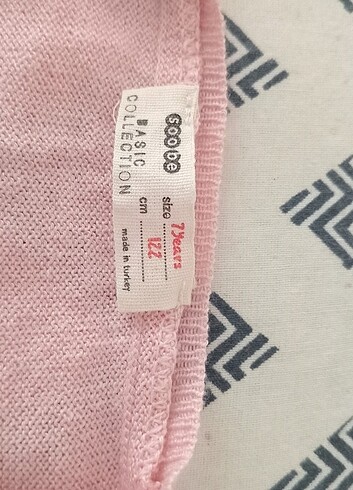 soobe
BASIC
COLLECTION
size 7years
cm 122
made in turkey